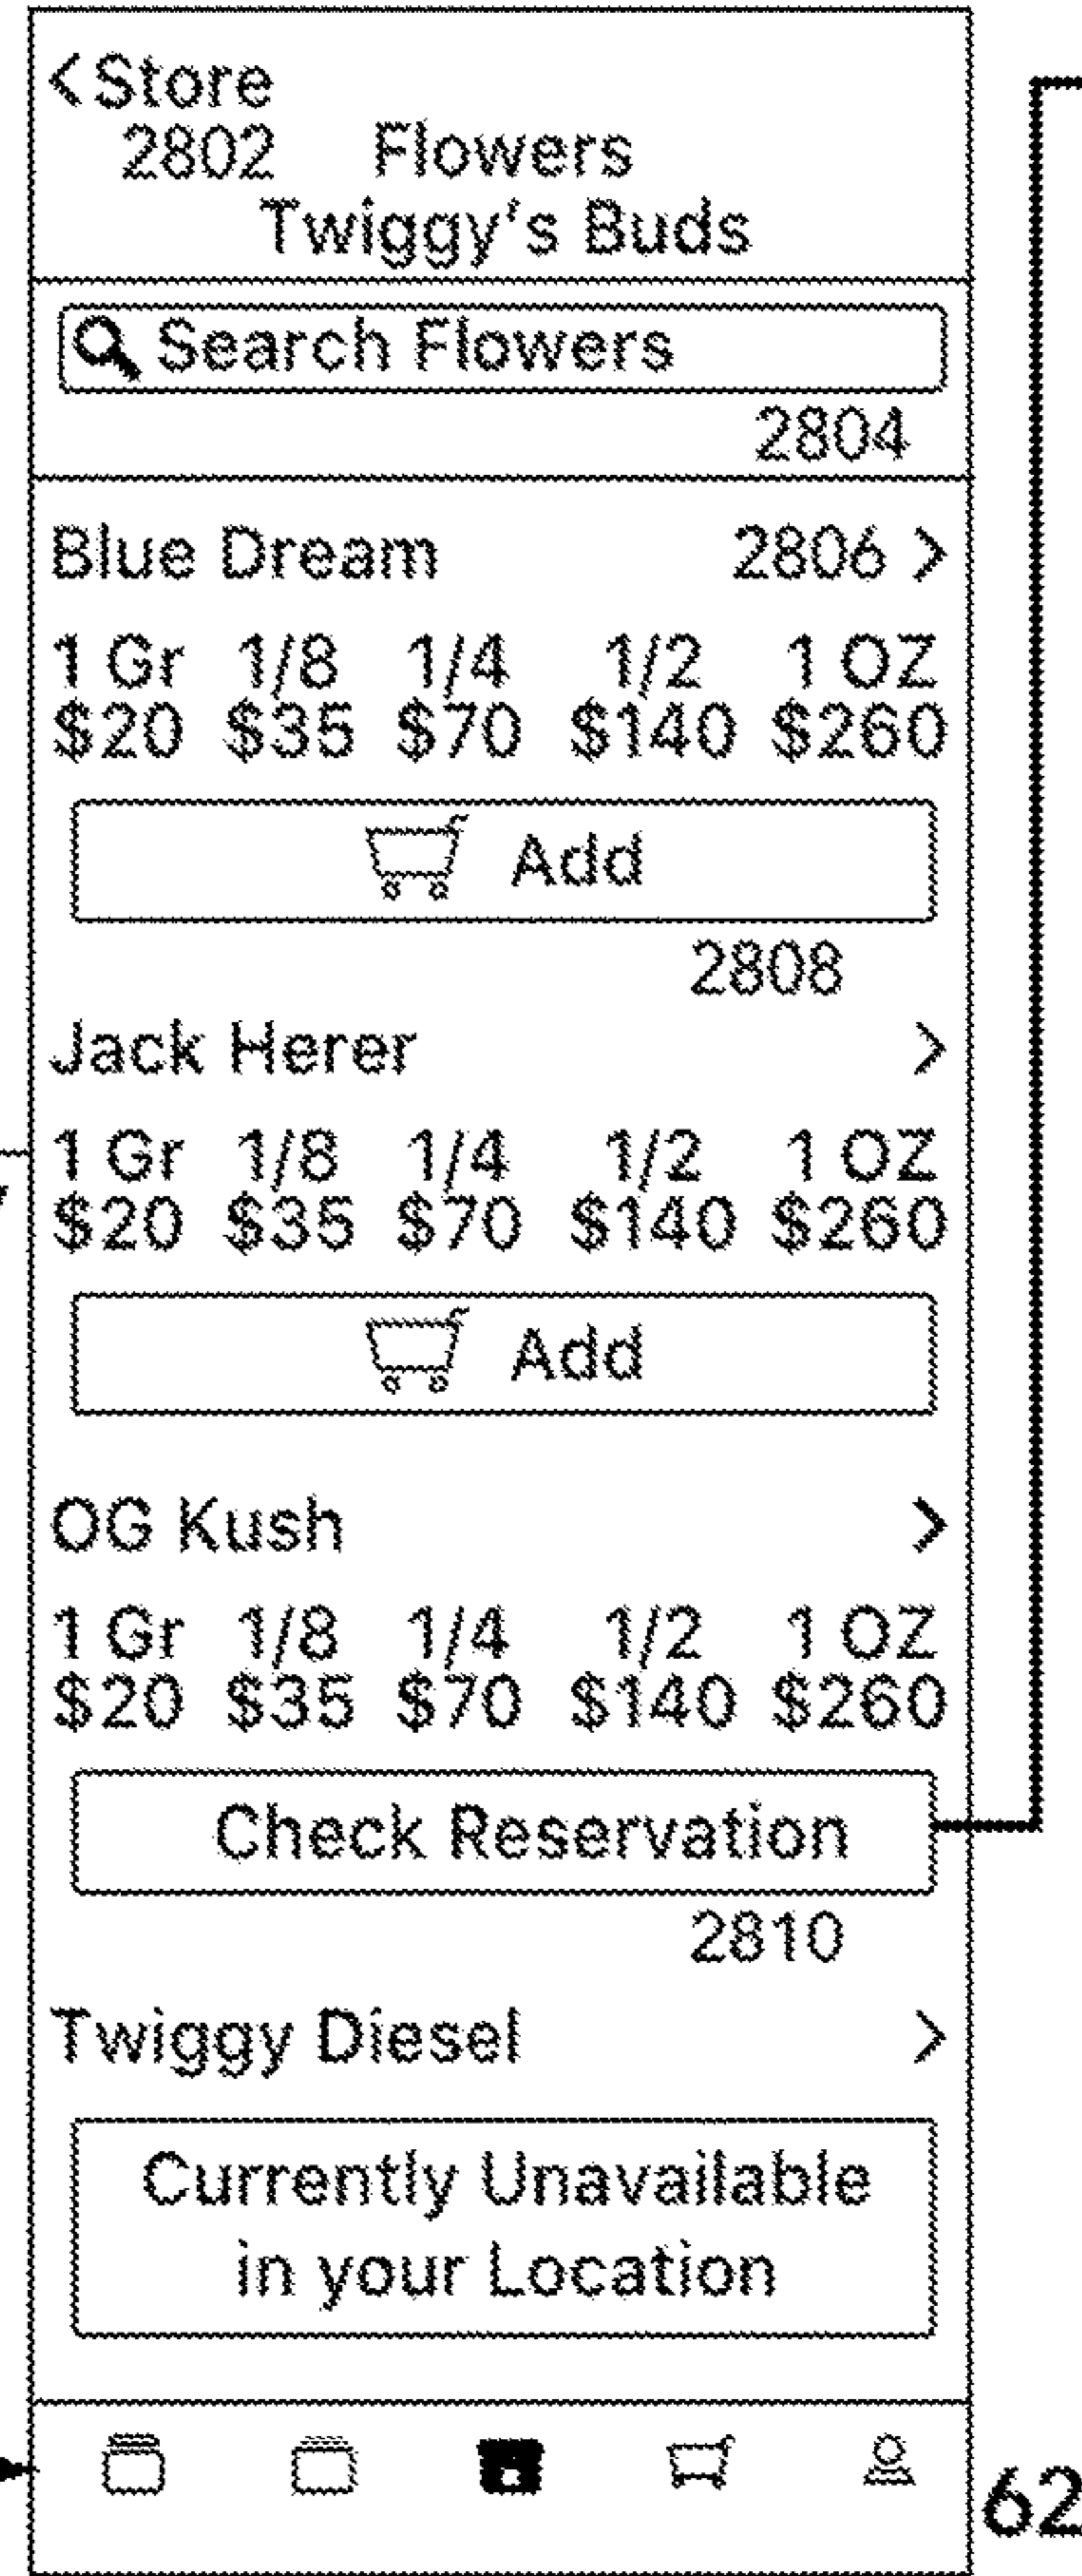 <Store
2802 Flowers
Twiggy's Buds
Search Flowers
2804
Blue Dream 2806 >
1 Gr 1/8 1/4 1/2 1 OZ
$20 $35 $70 $140 $260
Add
2808
Jack Herer >
1 Gr 1/8 1/4 1/2 1 OZ
$20 $35 $70 $140 $260
Add
OG Kush >
1 Gr 1/8 1/4 1/2 1 OZ
$20 $35 $70 $140 $260
Check Reservation
2810
Twiggy Diesel >
Currently Unavailable
in your Location
62